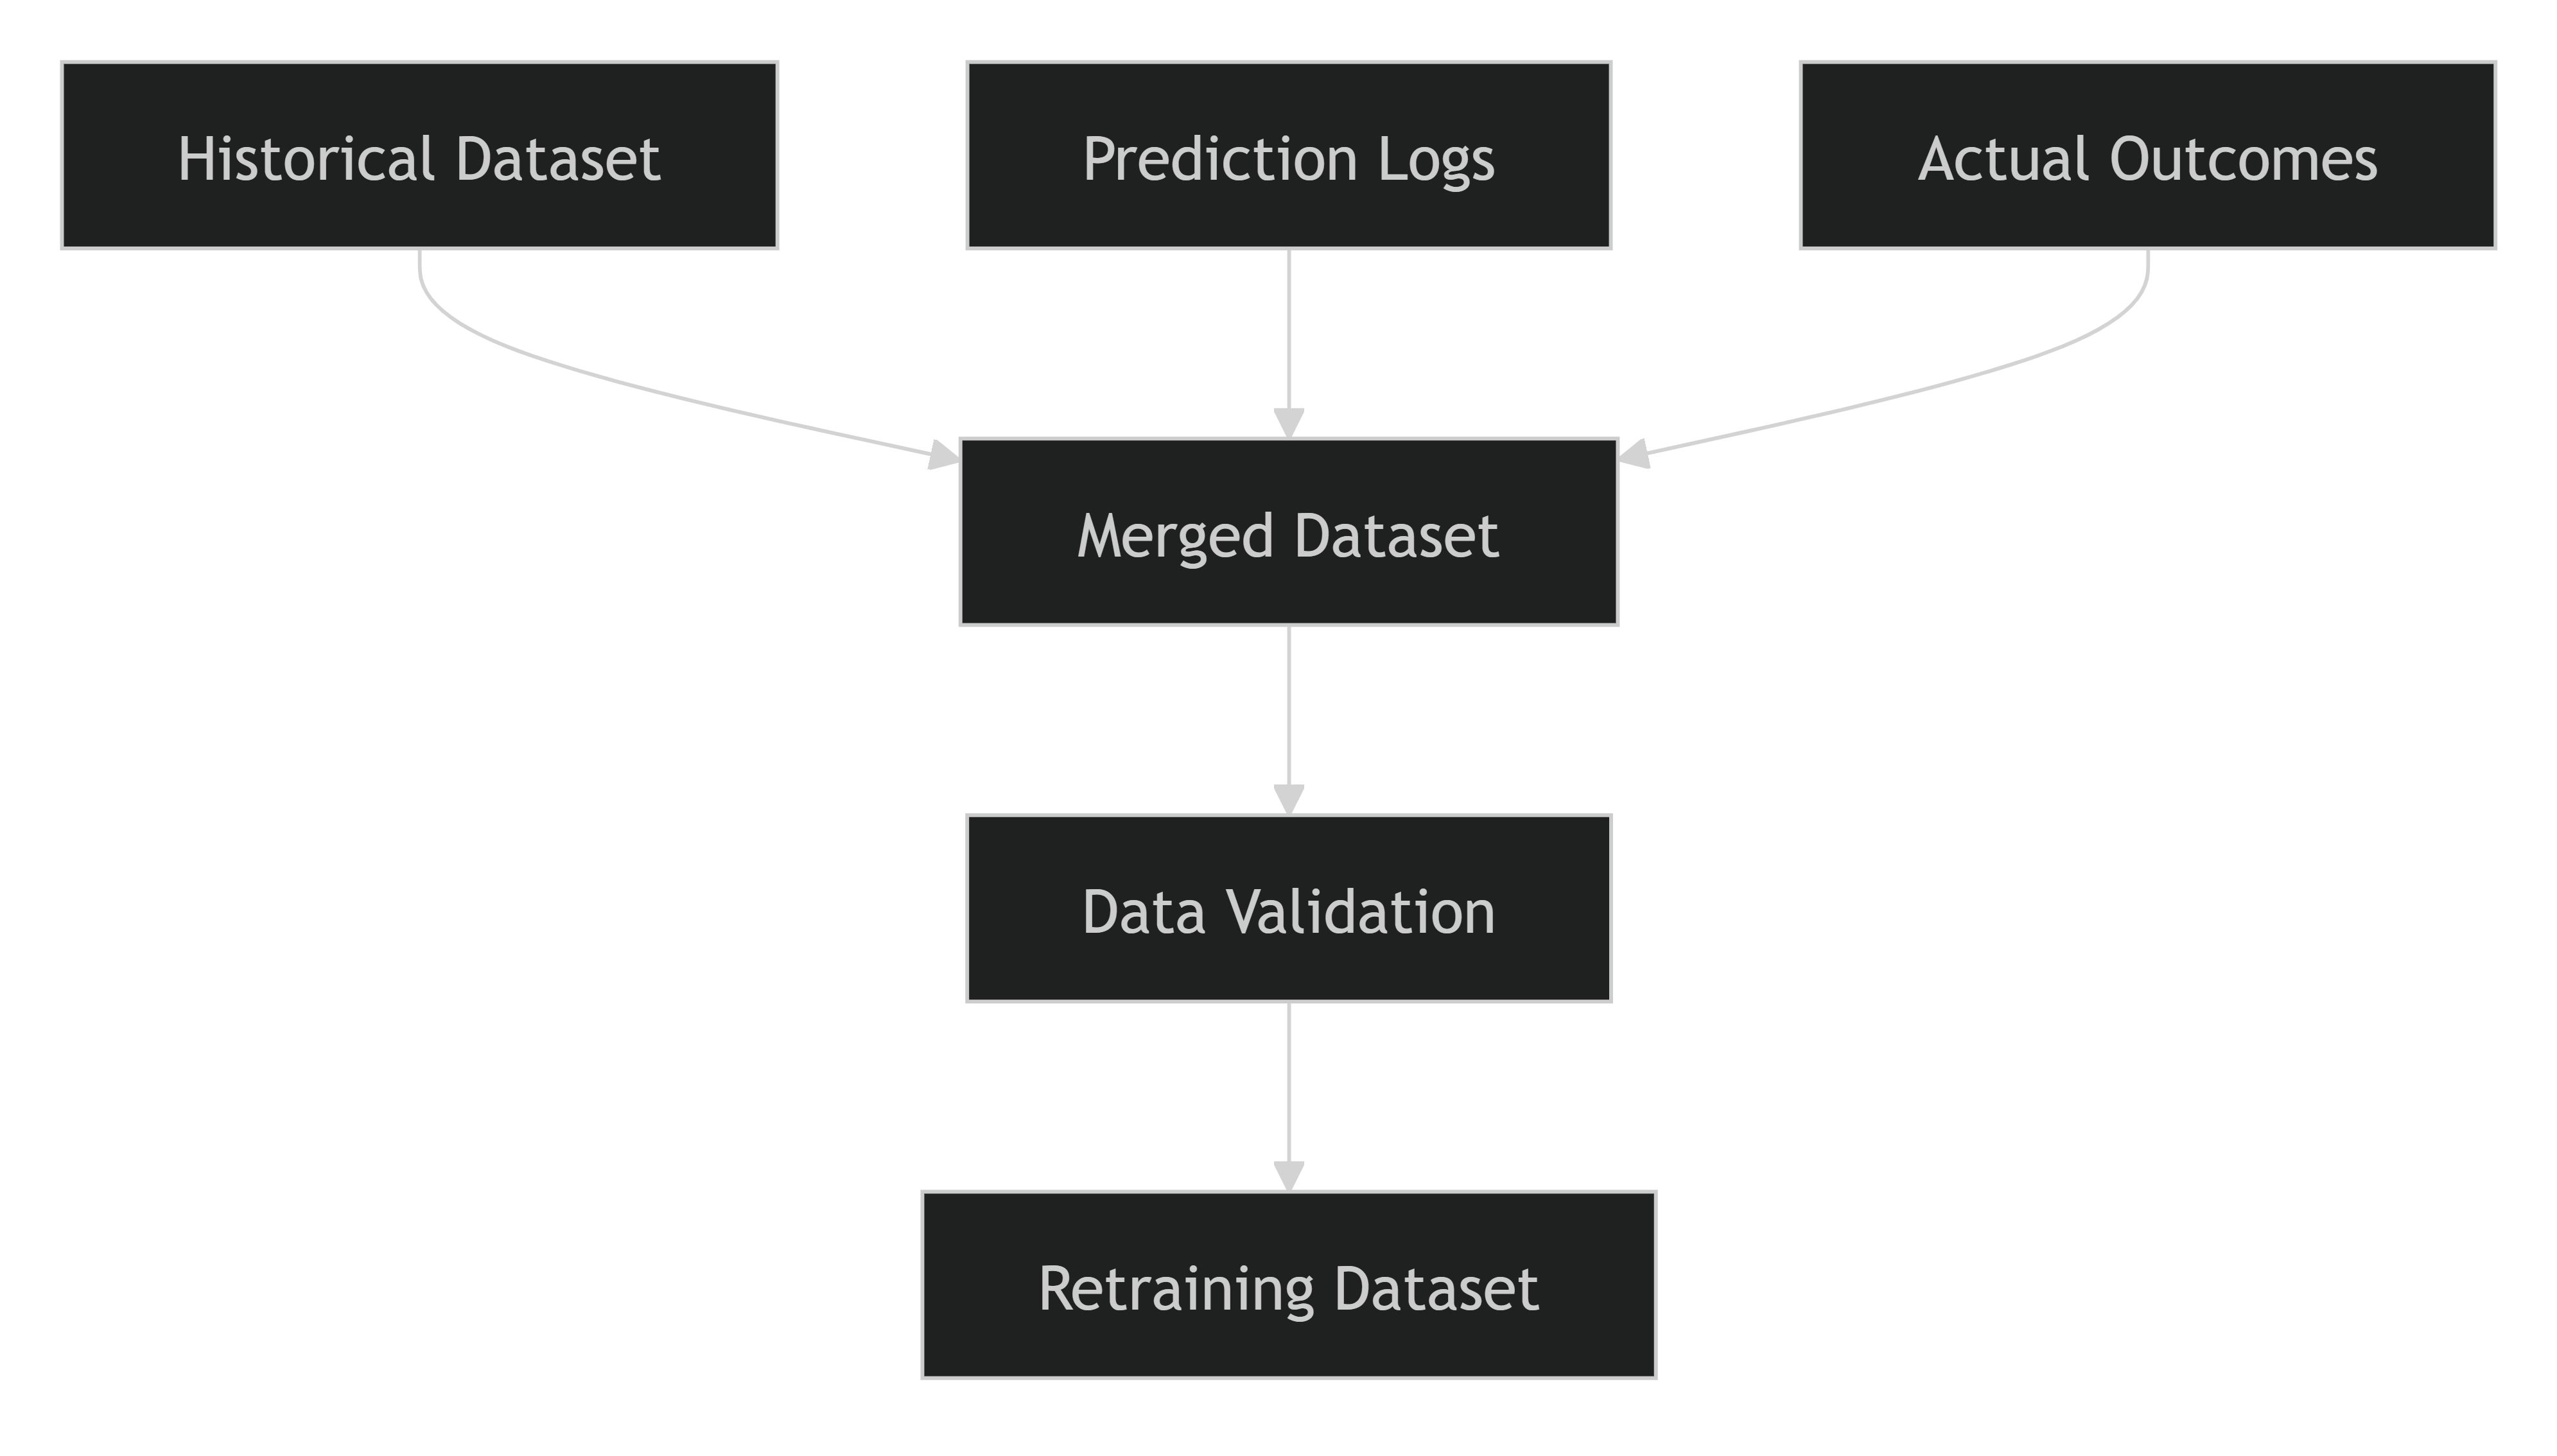 Historical Dataset
Prediction Logs
Actual Outcomes
Merged Dataset
Data Validation
Retraining Dataset